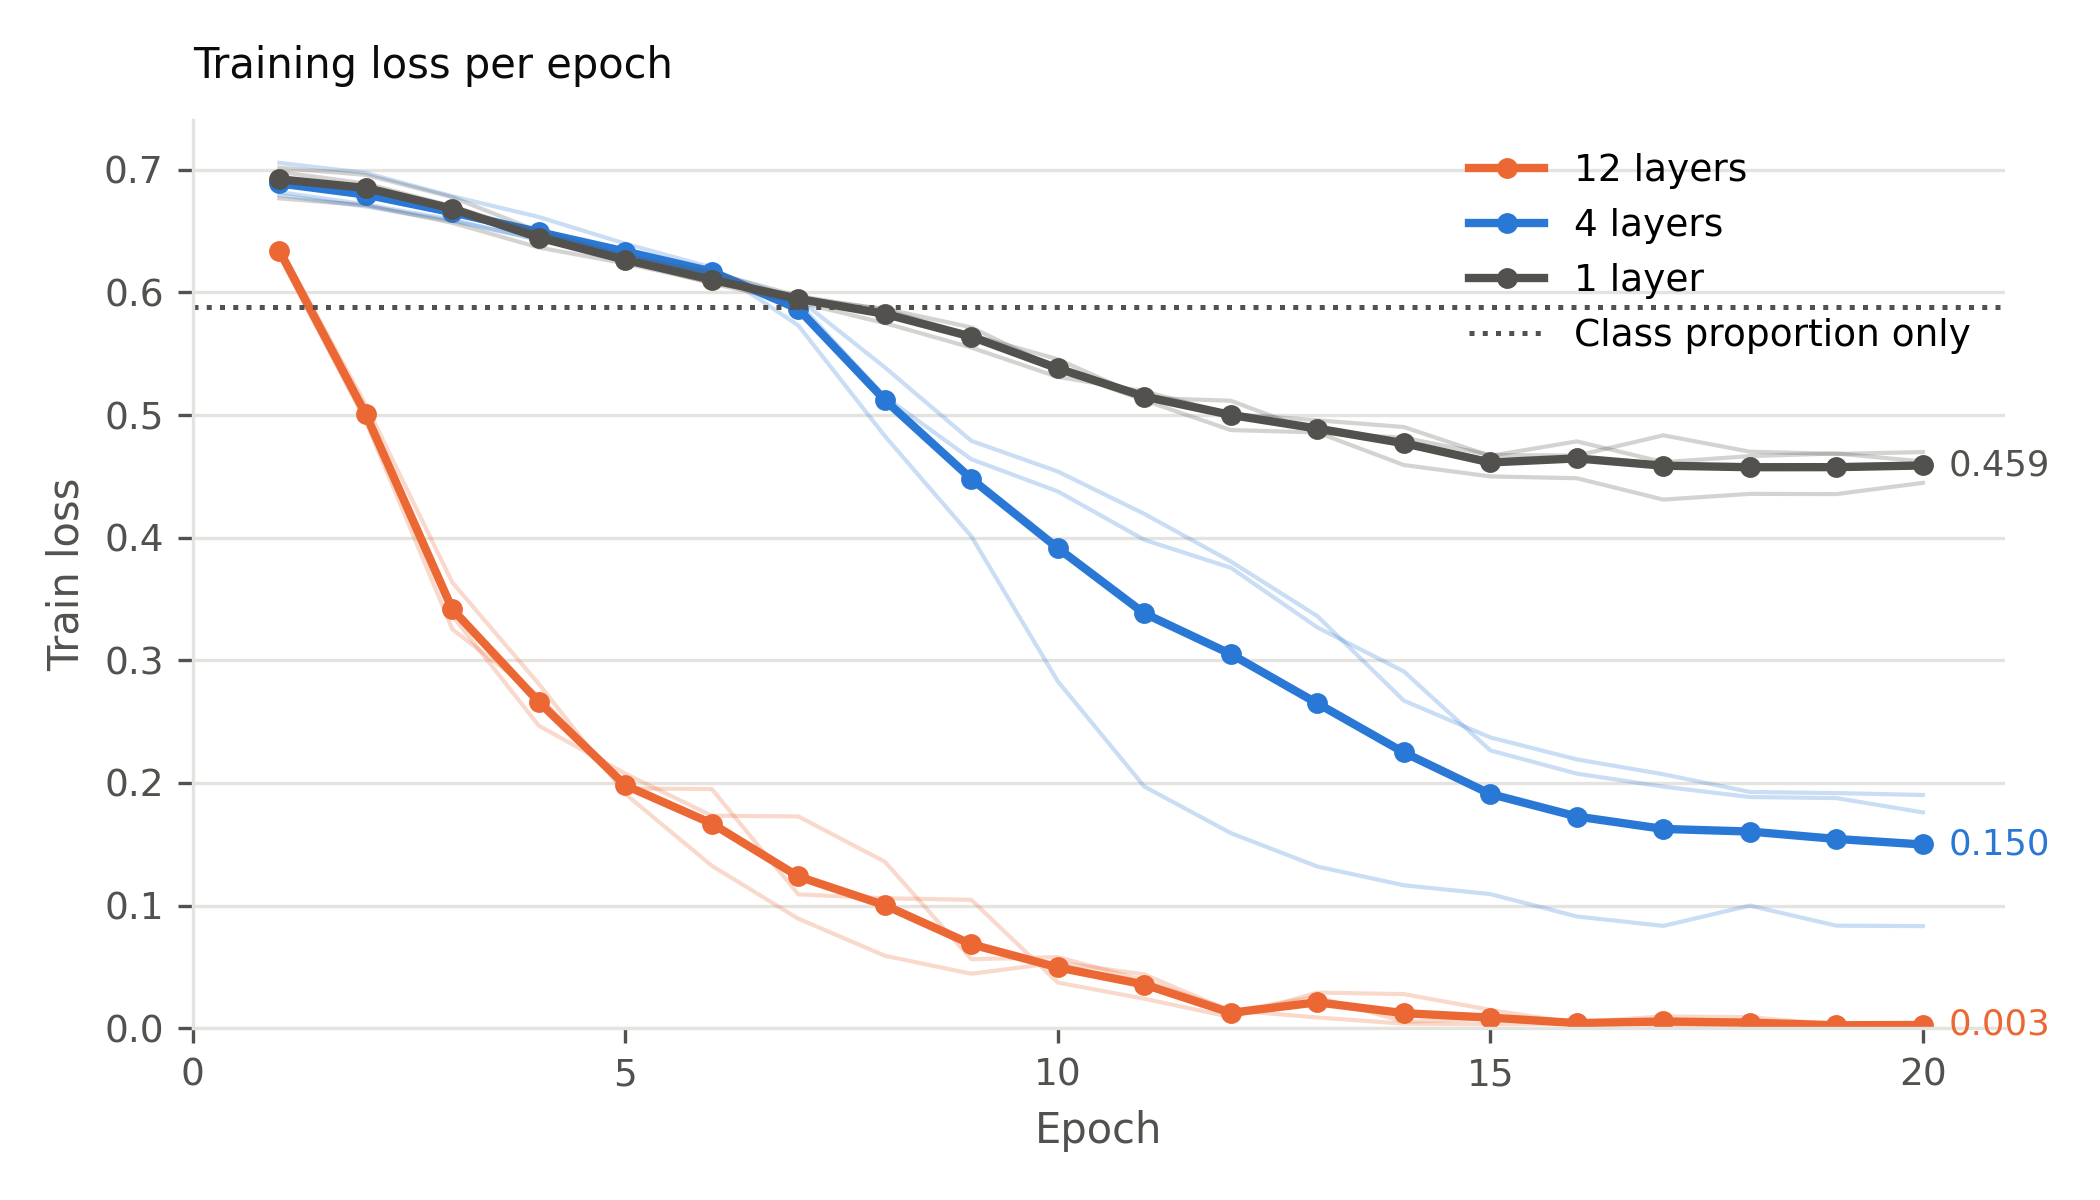 Training loss per epoch
12 layers
4 layers
1 layer
Class proportion only
Train loss
0.7
0.6
0.5
0.4
0.3
0.2
0.1
0.0
0.459
0.150
0.003
0
5
10
15
20
Epoch